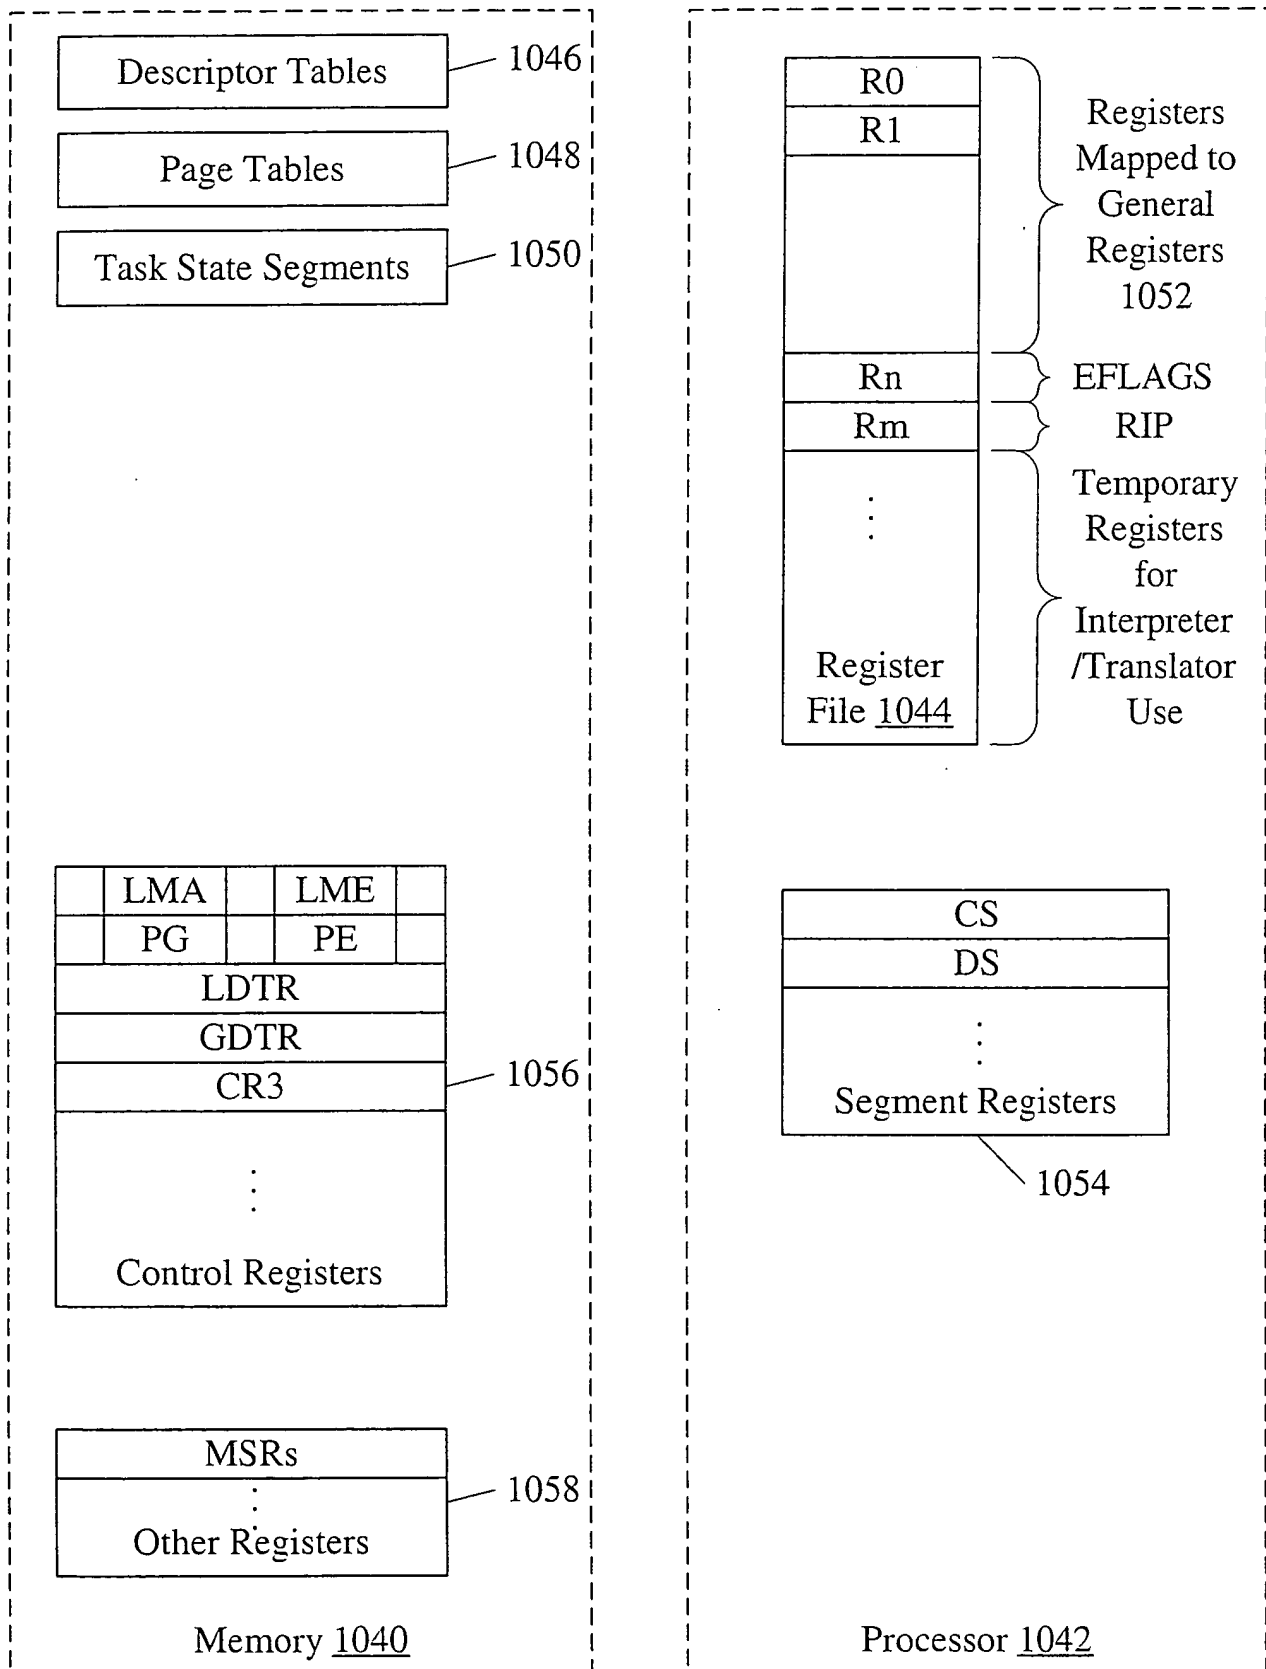 Descriptor Tables
1046
Page Tables
1048
Task State Segments
1050
LMA LME
PG PE
LDTR
GDTR
CR3
1056
Control Registers
MSRs
1058
Other Registers
Memory 1040
R0
R1
Registers
Mapped to
General
Registers
1052
Rn
EFLAGS
Rm
RIP
Temporary
Registers
for
Interpreter
/Translator
Use
Register
File 1044
CS
DS
Segment Registers
1054
Processor 1042